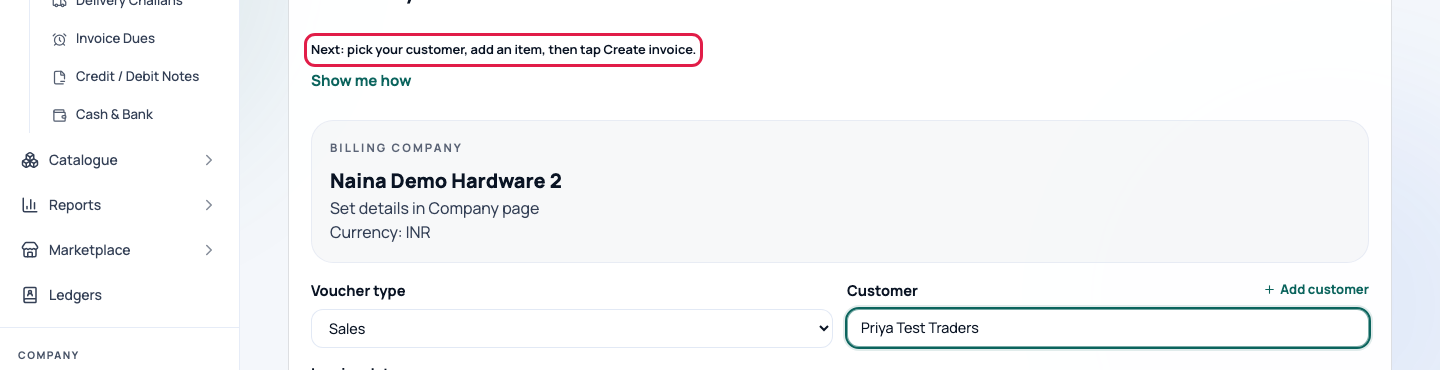 Delivery Challans
Invoice Dues
Credit / Debit Notes
Cash & Bank
Catalogue
Reports
Marketplace
Ledgers
COMPANY
Next: pick your customer, add an item, then tap Create invoice.
Show me how
BILLING COMPANY
Naina Demo Hardware 2
Set details in Company page
Currency: INR
Voucher type
Sales
Customer
+ Add customer
Priya Test Traders